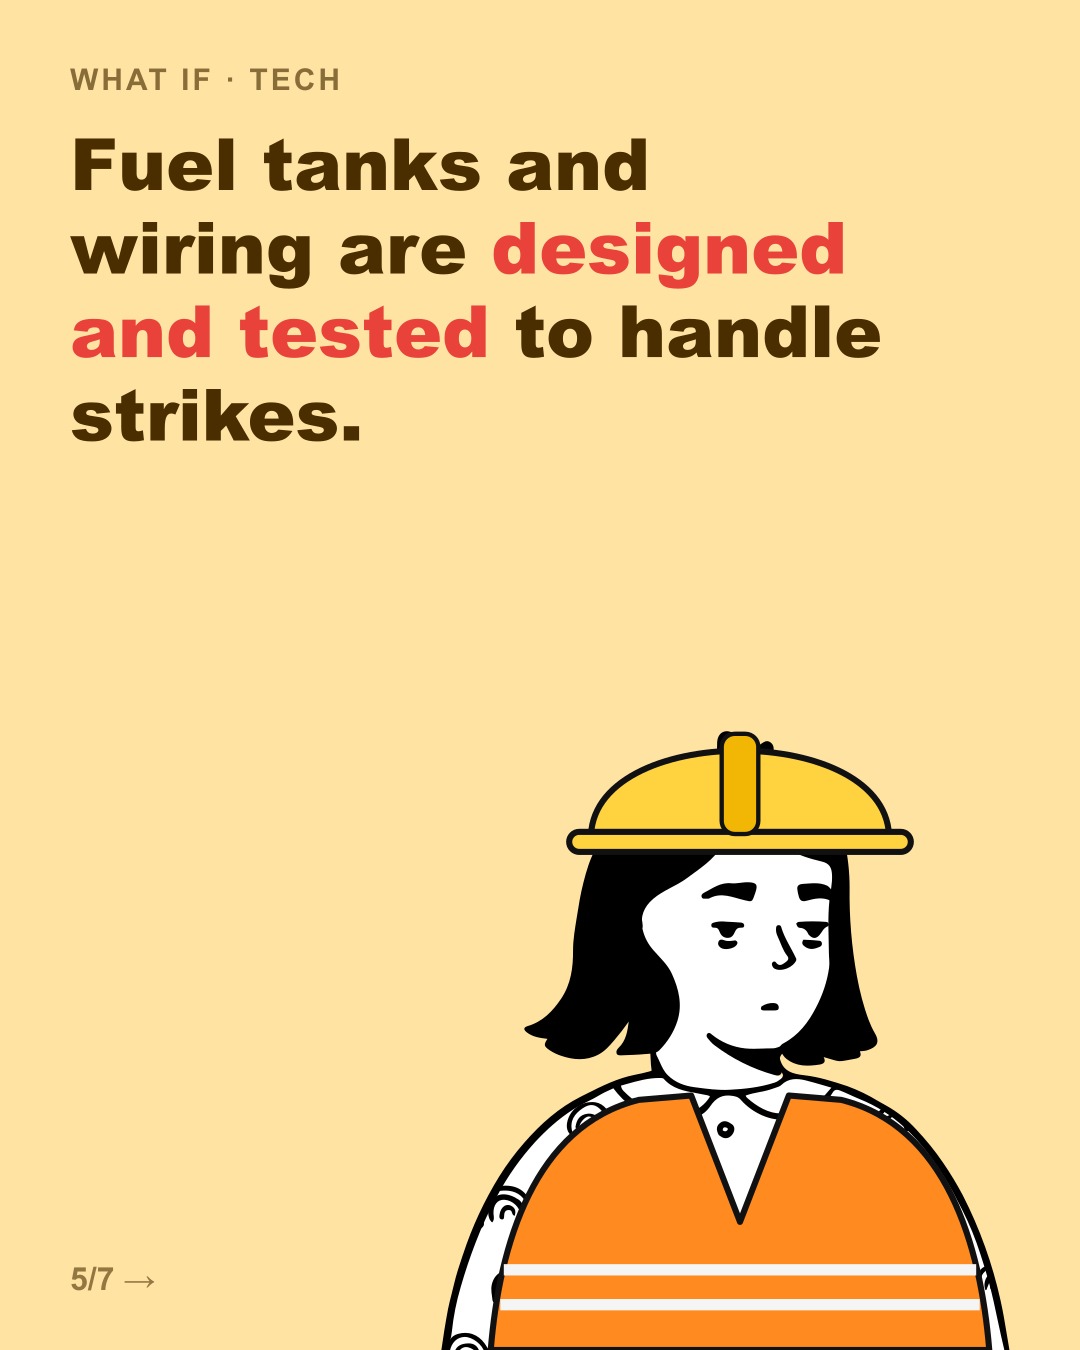 WHAT IF · TECH
Fuel tanks and
wiring are designed
and tested to handle
strikes.
5/7 →